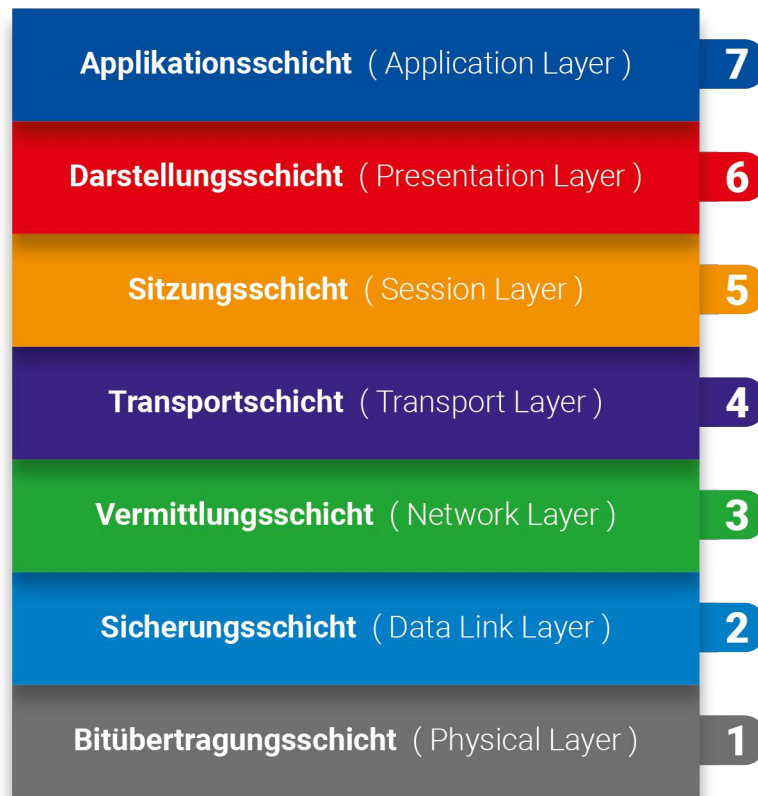 Applikationsschicht ( Application Layer ) 7
Darstellungsschicht ( Presentation Layer ) 6
Sitzungsschicht ( Session Layer ) 5
Transportschicht ( Transport Layer ) 4
Vermittlungsschicht ( Network Layer ) 3
Sicherungsschicht ( Data Link Layer ) 2
Bitübertragungsschicht ( Physical Layer ) 1